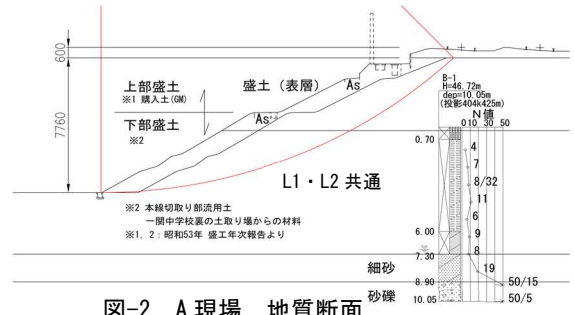 600
7760
上部盛土
※1 購入土(GM)
下部盛土
※2
盛土（表層）
As
As
L1・L2 共通
※2 本線切取り部流用土
一関中学校裏の土取り場からの材料
※1, 2：昭和53年 盛工年次報告より
B-1
H=46.72m
dep=10.05m
(投影404k425m)
N値
0 10 30 50
0.70
4
7
8/32
11
6
6.00
9
8
7.30
細砂
19
8.90
50/15
砂礫
10.05
50/5
図-2 A現場 地質断面